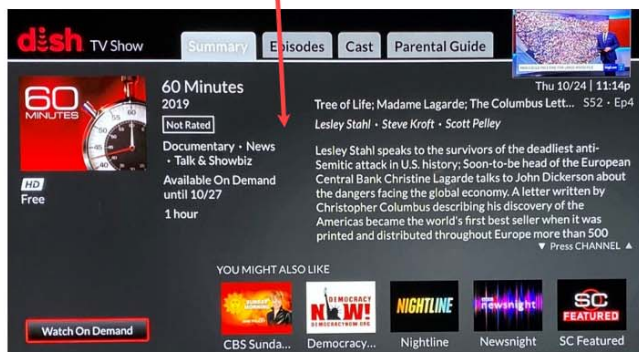 dish TV Show
Summary
Episodes
Cast
Parental Guide
Thu 10/24 | 11:14p
60 MINUTES
60 Minutes
2019
Not Rated
Documentary • News
• Talk & Showbiz
Available On Demand
until 10/27
1 hour
HD
Free
Tree of Life; Madame Lagarde; The Columbus Lett... S52 • Ep4
Lesley Stahl • Steve Kroft • Scott Pelley
Lesley Stahl speaks to the survivors of the deadliest anti-
Semitic attack in U.S. history; Soon-to-be head of the European
Central Bank Christine Lagarde talks to John Dickerson about
the dangers facing the global economy. A letter written by
Christopher Columbus describing his discovery of the
Americas became the world's first best seller when it was
printed and distributed throughout Europe more than 500
▼ Press CHANNEL ▲
YOU MIGHT ALSO LIKE
DEMOCRACY
NOW!
DEMOCRACYNOW.ORG
NIGHTLINE
newsnight
SC
FEATURED
Watch On Demand
CBS Sunda...
Democracy...
Nightline
Newsnight
SC Featured